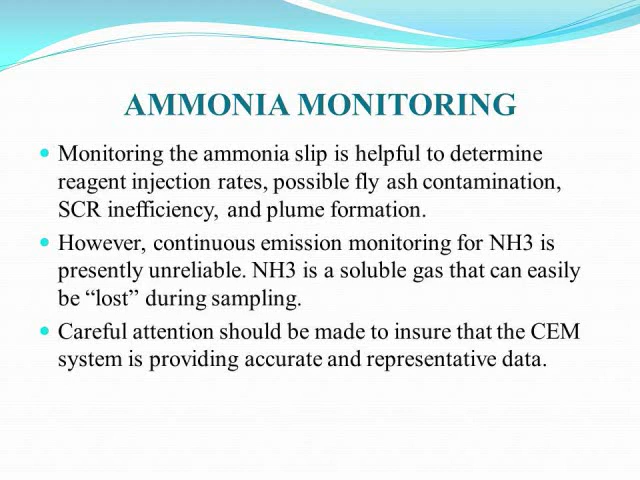 AMMONIA MONITORING
• Monitoring the ammonia slip is helpful to determine
reagent injection rates, possible fly ash contamination,
SCR inefficiency, and plume formation.
• However, continuous emission monitoring for NH3 is
presently unreliable. NH3 is a soluble gas that can easily
be “lost” during sampling.
• Careful attention should be made to insure that the CEM
system is providing accurate and representative data.